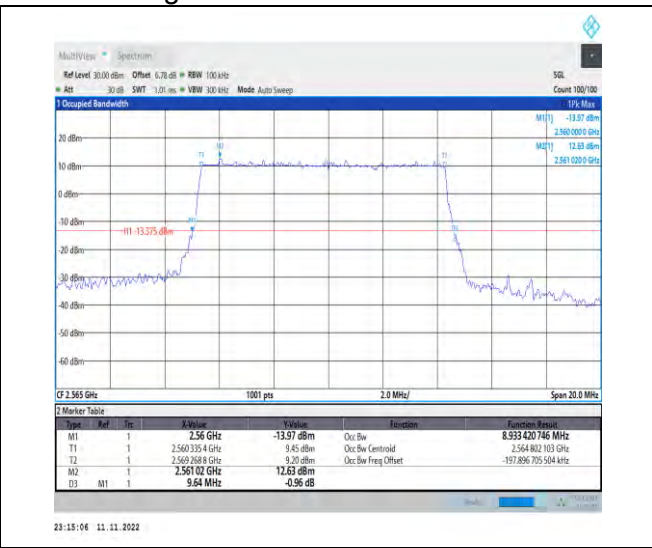 MultiView Spectrum
Ref Level 30.00 dBm Offset 6.78 dB RBW 100 kHz SGL
Att 30 dB SWT 1.01 ms VBW 300 kHz Mode Auto Sweep Count 100/100
1 Occupied Bandwidth 1Pk Max
M1[1] -13.97 dBm
2.560 000 0 GHz
20 dBm M2[1] 12.63 dBm
2.561 020 0 GHz
M2
T1
10 dBm
0 dBm
-10 dBm
M1
H1 -13.375 dBm
-20 dBm
-30 dBm
-40 dBm
-50 dBm
-60 dBm
CF 2.565 GHz 1001 pts 2.0 MHz/ Span 20.0 MHz
2 Marker Table
Type Ref Trc X-Value Y-Value Function Function Result
M1 1 2.56 GHz -13.97 dBm Occ Bw 8.933 420 746 MHz
T1 1 2.560 335 4 GHz 9.45 dBm Occ Bw Centroid 2.564 802 103 GHz
T2 1 2.569 268 8 GHz 9.20 dBm Occ Bw Freq Offset -197.896 705 504 kHz
M2 1 2.561 02 GHz 12.63 dBm
D3 M1 1 9.64 MHz -0.96 dB
23:15:06 11.11.2022